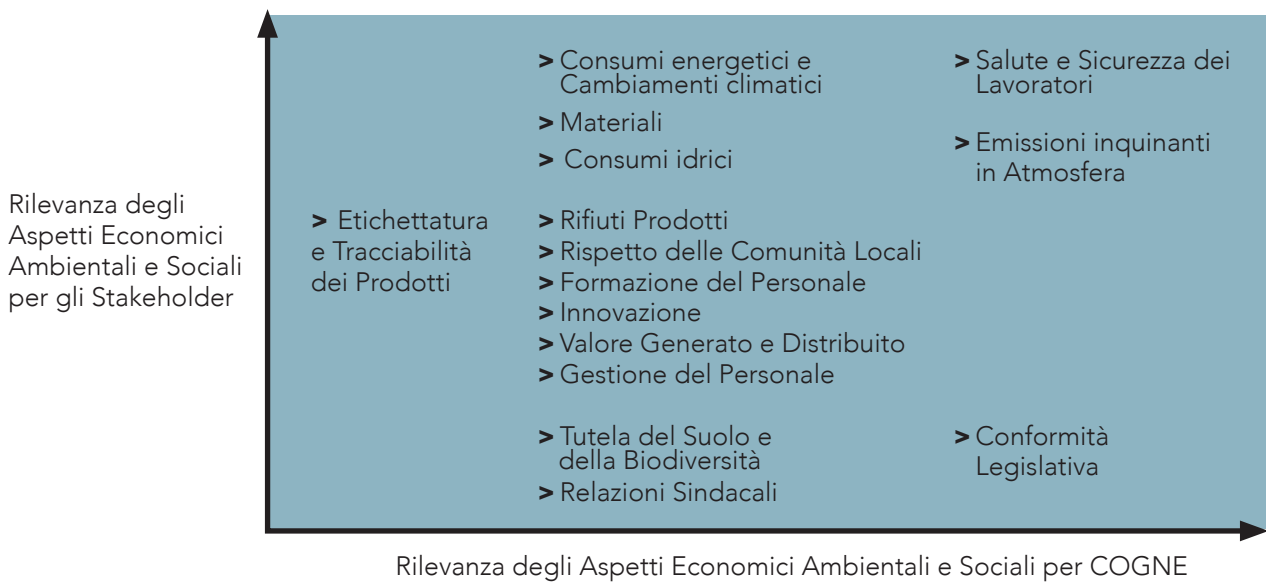 Rilevanza degli
Aspetti Economici
Ambientali e Sociali
per gli Stakeholder
> Etichettatura
e Tracciabilità
dei Prodotti
> Consumi energetici e
Cambiamenti climatici
> Materiali
> Consumi idrici
> Rifiuti Prodotti
> Rispetto delle Comunità Locali
> Formazione del Personale
> Innovazione
> Valore Generato e Distribuito
> Gestione del Personale
> Tutela del Suolo e
della Biodiversità
> Relazioni Sindacali
> Salute e Sicurezza dei
Lavoratori
> Emissioni inquinanti
in Atmosfera
> Conformità
Legislativa
Rilevanza degli Aspetti Economici Ambientali e Sociali per COGNE